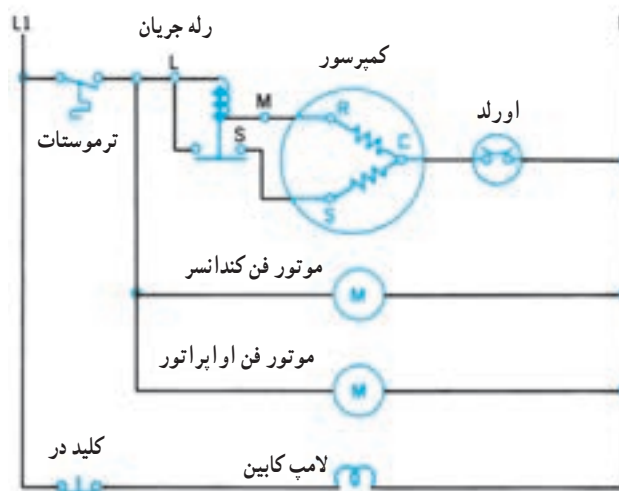 L1
رله جریان
کمپرسور
L
M
R
اورلد
ترموستات
S
C
S
موتور فن کندانسر
M
موتور فن اواپراتور
M
کلید در
لامپ کابین